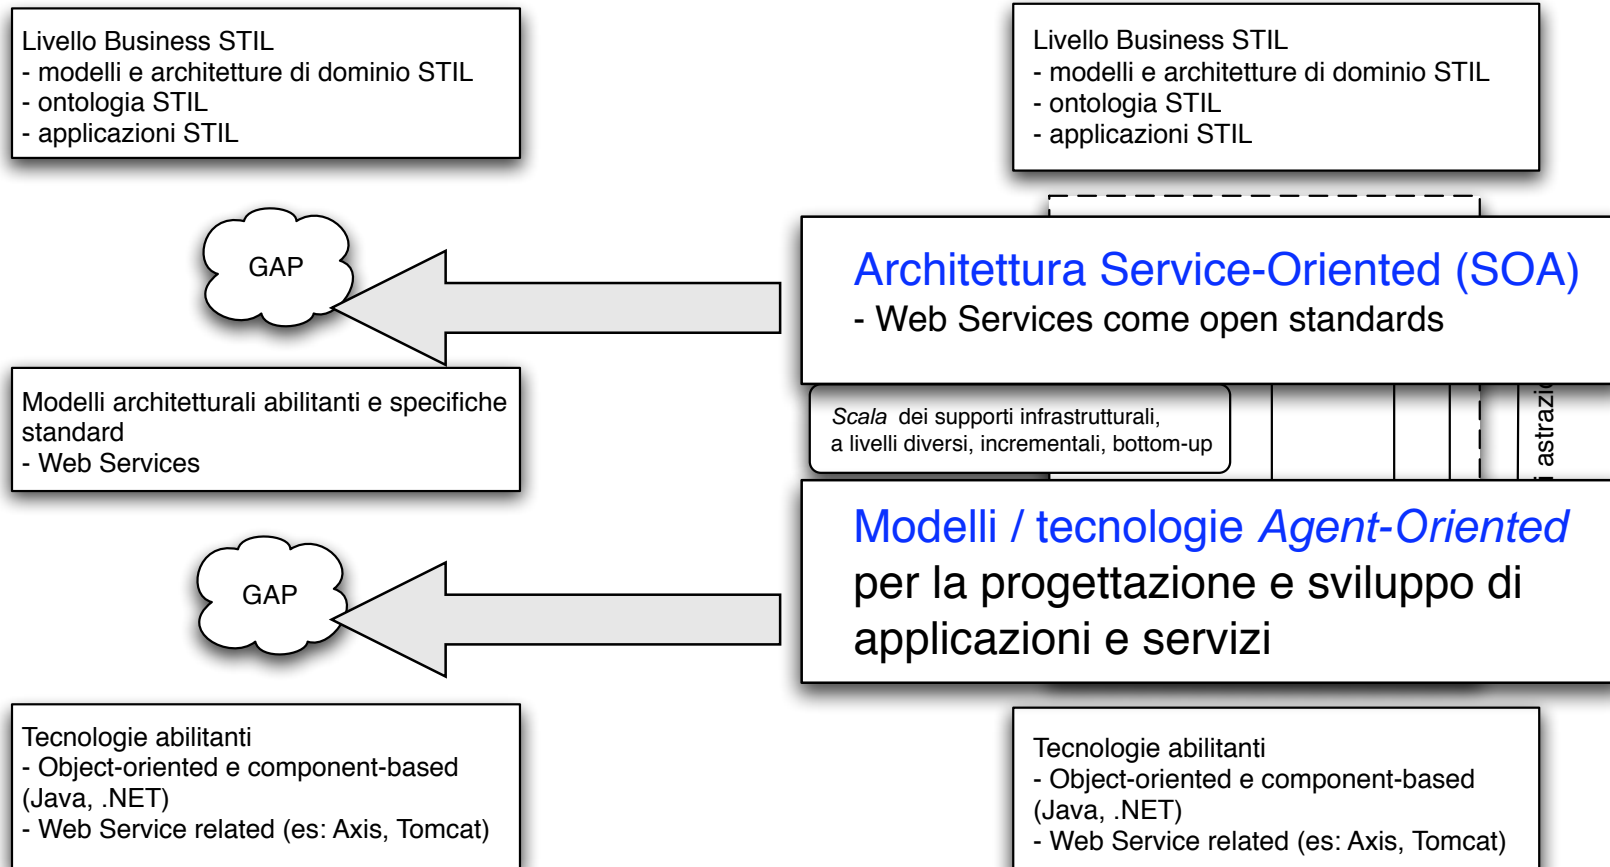 Livello Business STIL
- modelli e architetture di dominio STIL
- ontologia STIL
- applicazioni STIL
GAP
Modelli architetturali abilitanti e specifiche
standard
- Web Services
GAP
Tecnologie abilitanti
- Object-oriented e component-based
(Java, .NET)
- Web Service related (es: Axis, Tomcat)
Livello Business STIL
- modelli e architetture di dominio STIL
- ontologia STIL
- applicazioni STIL
Architettura Service-Oriented (SOA)
- Web Services come open standards
Scala dei supporti infrastrutturali,
a livelli diversi, incrementali, bottom-up
Modelli / tecnologie Agent-Oriented
per la progettazione e sviluppo di
applicazioni e servizi
Tecnologie abilitanti
- Object-oriented e component-based
(Java, .NET)
- Web Service related (es: Axis, Tomcat)